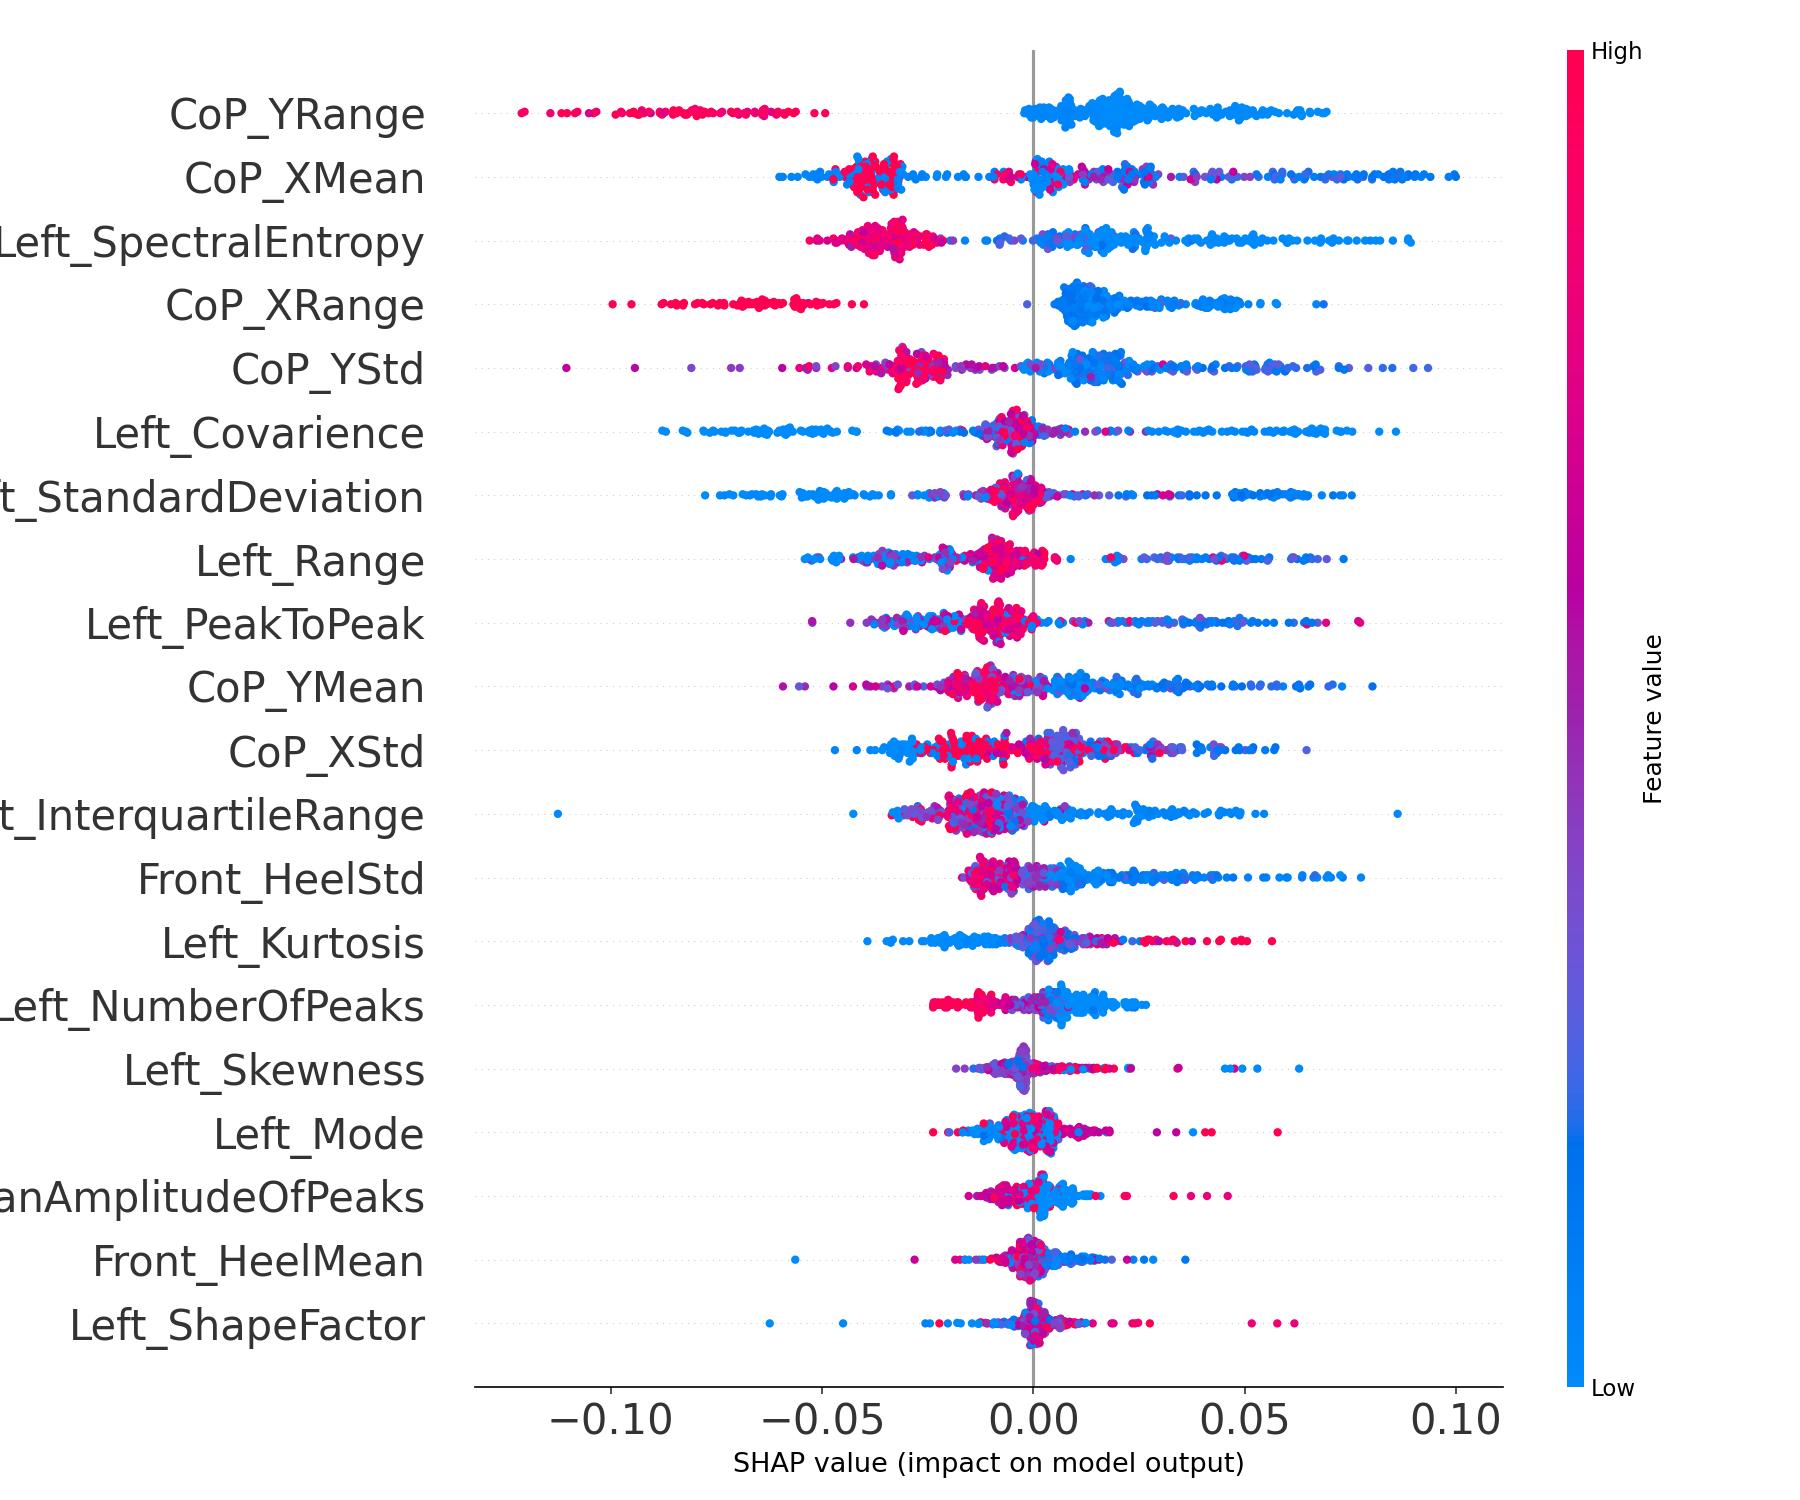 High
CoP_YRange
CoP_XMean
Left_SpectralEntropy
CoP_XRange
CoP_YStd
Left_Covarience
t_StandardDeviation
Left_Range
Left_PeakToPeak
CoP_YMean
CoP_XStd
t_InterquartileRange
Front_HeelStd
Left_Kurtosis
Left_NumberOfPeaks
Left_Skewness
Left_Mode
anAmplitudeOfPeaks
Front_HeelMean
Left_ShapeFactor
Feature value
Low
−0.10 −0.05 0.00 0.05 0.10
SHAP value (impact on model output)